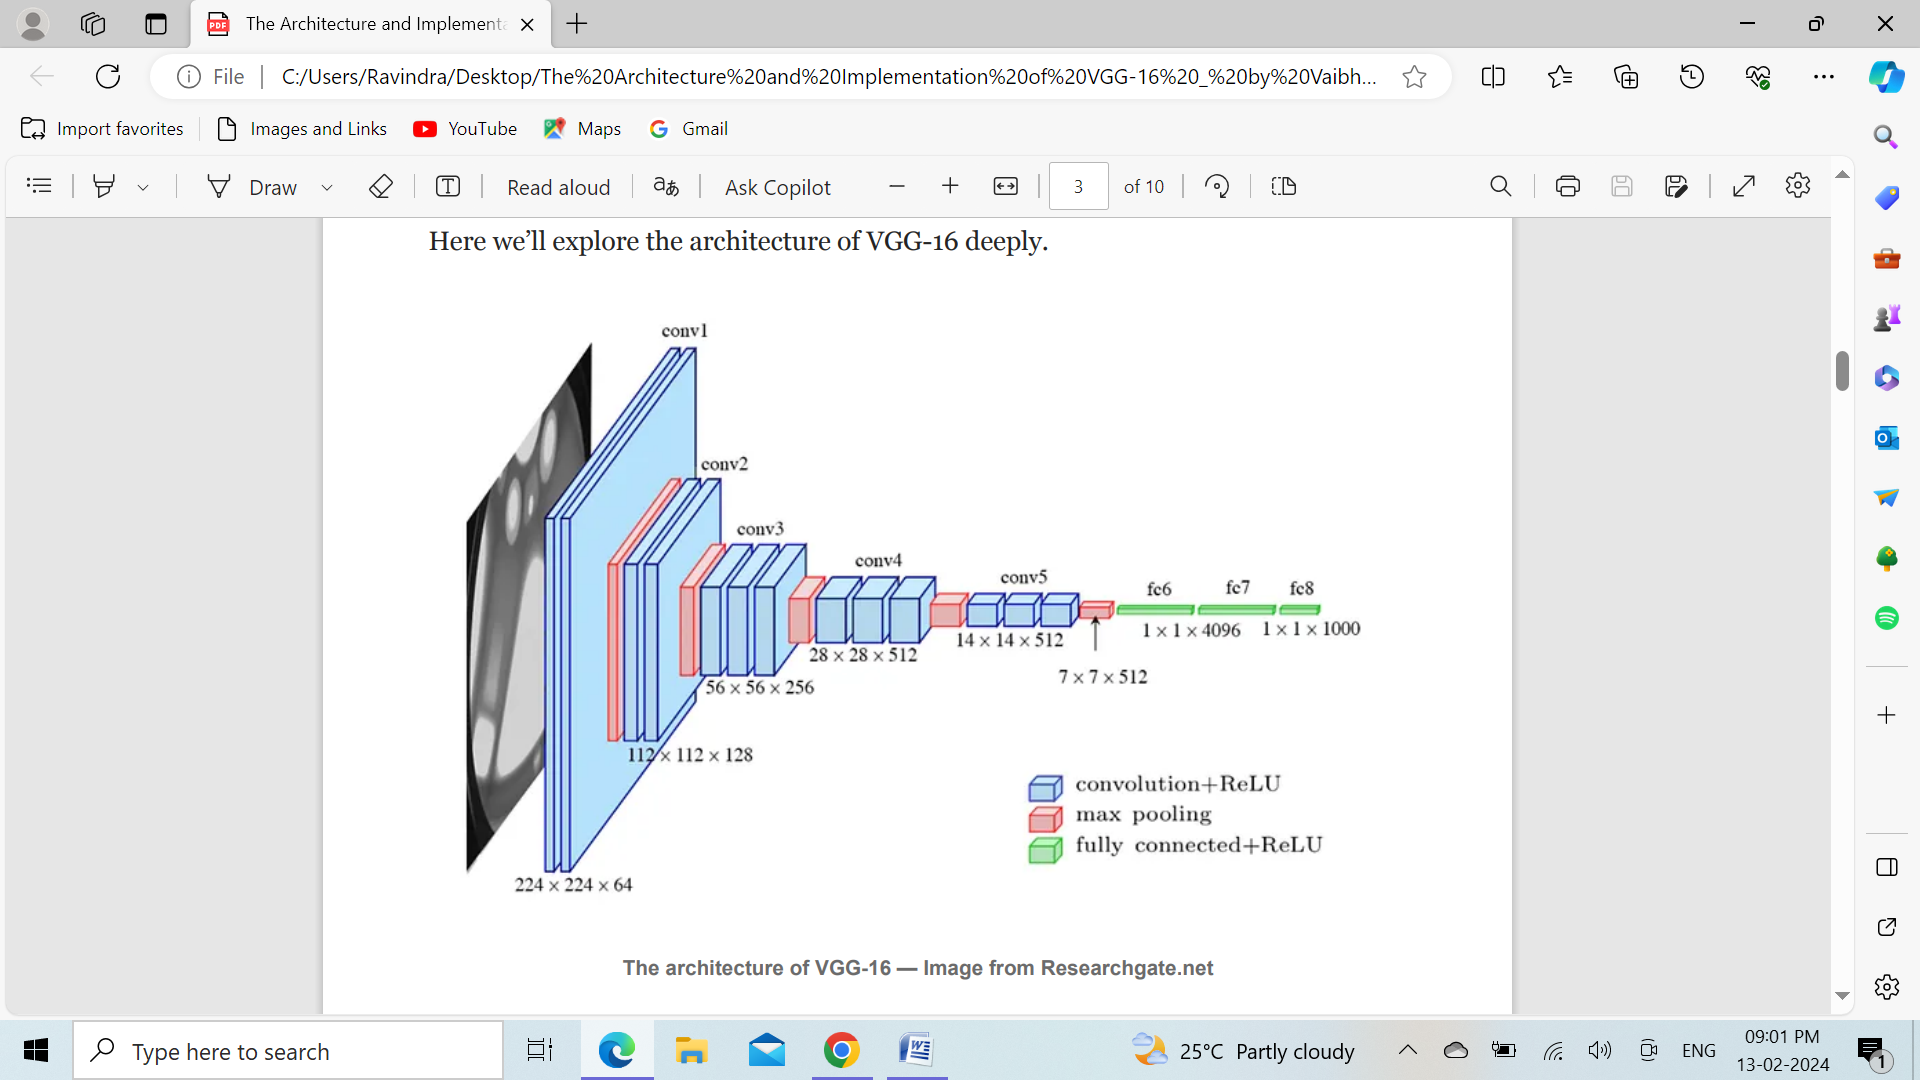 The Architecture and Implementa
File
C:/Users/Ravindra/Desktop/The%20Architecture%20and%20Implementation%20of%20VGG-16%20_%20by%20Vaibh...
Import favorites
Images and Links
YouTube
Maps
Gmail
Draw
Read aloud
aあ
Ask Copilot
3
of 10
Here we'll explore the architecture of VGG-16 deeply.
conv1
conv2
conv3
conv4
conv5
fc6
fc7
fc8
1 × 1 × 4096
1 × 1 × 1000
14 × 14 × 512
28 × 28 × 512
7 × 7 × 512
56 × 56 × 256
112 × 112 × 128
224 × 224 × 64
convolution+ReLU
max pooling
fully connected+ReLU
The architecture of VGG-16 — Image from Researchgate.net
Type here to search
25°C Partly cloudy
ENG
09:01 PM
13-02-2024
1